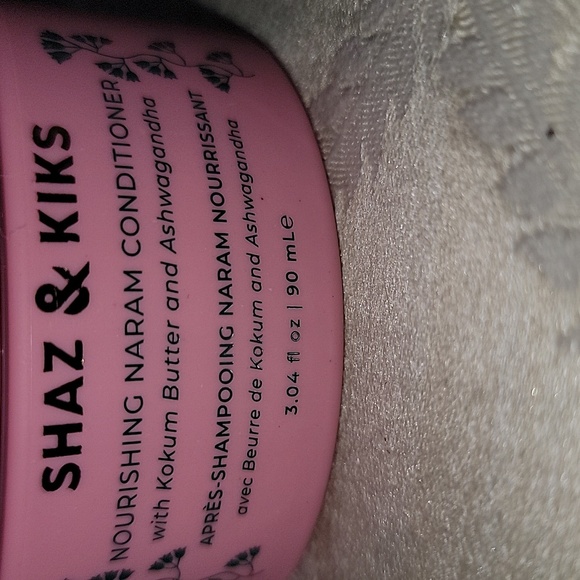 SHAZ & KIKS
NOURISHING NARAM CONDITIONER
with Kokum Butter and Ashwagandha
APRÈS-SHAMPOOING NARAM NOURRISSANT
avec Beurre de Kokum and Ashwagandha
3.04 fl oz | 90 mLe